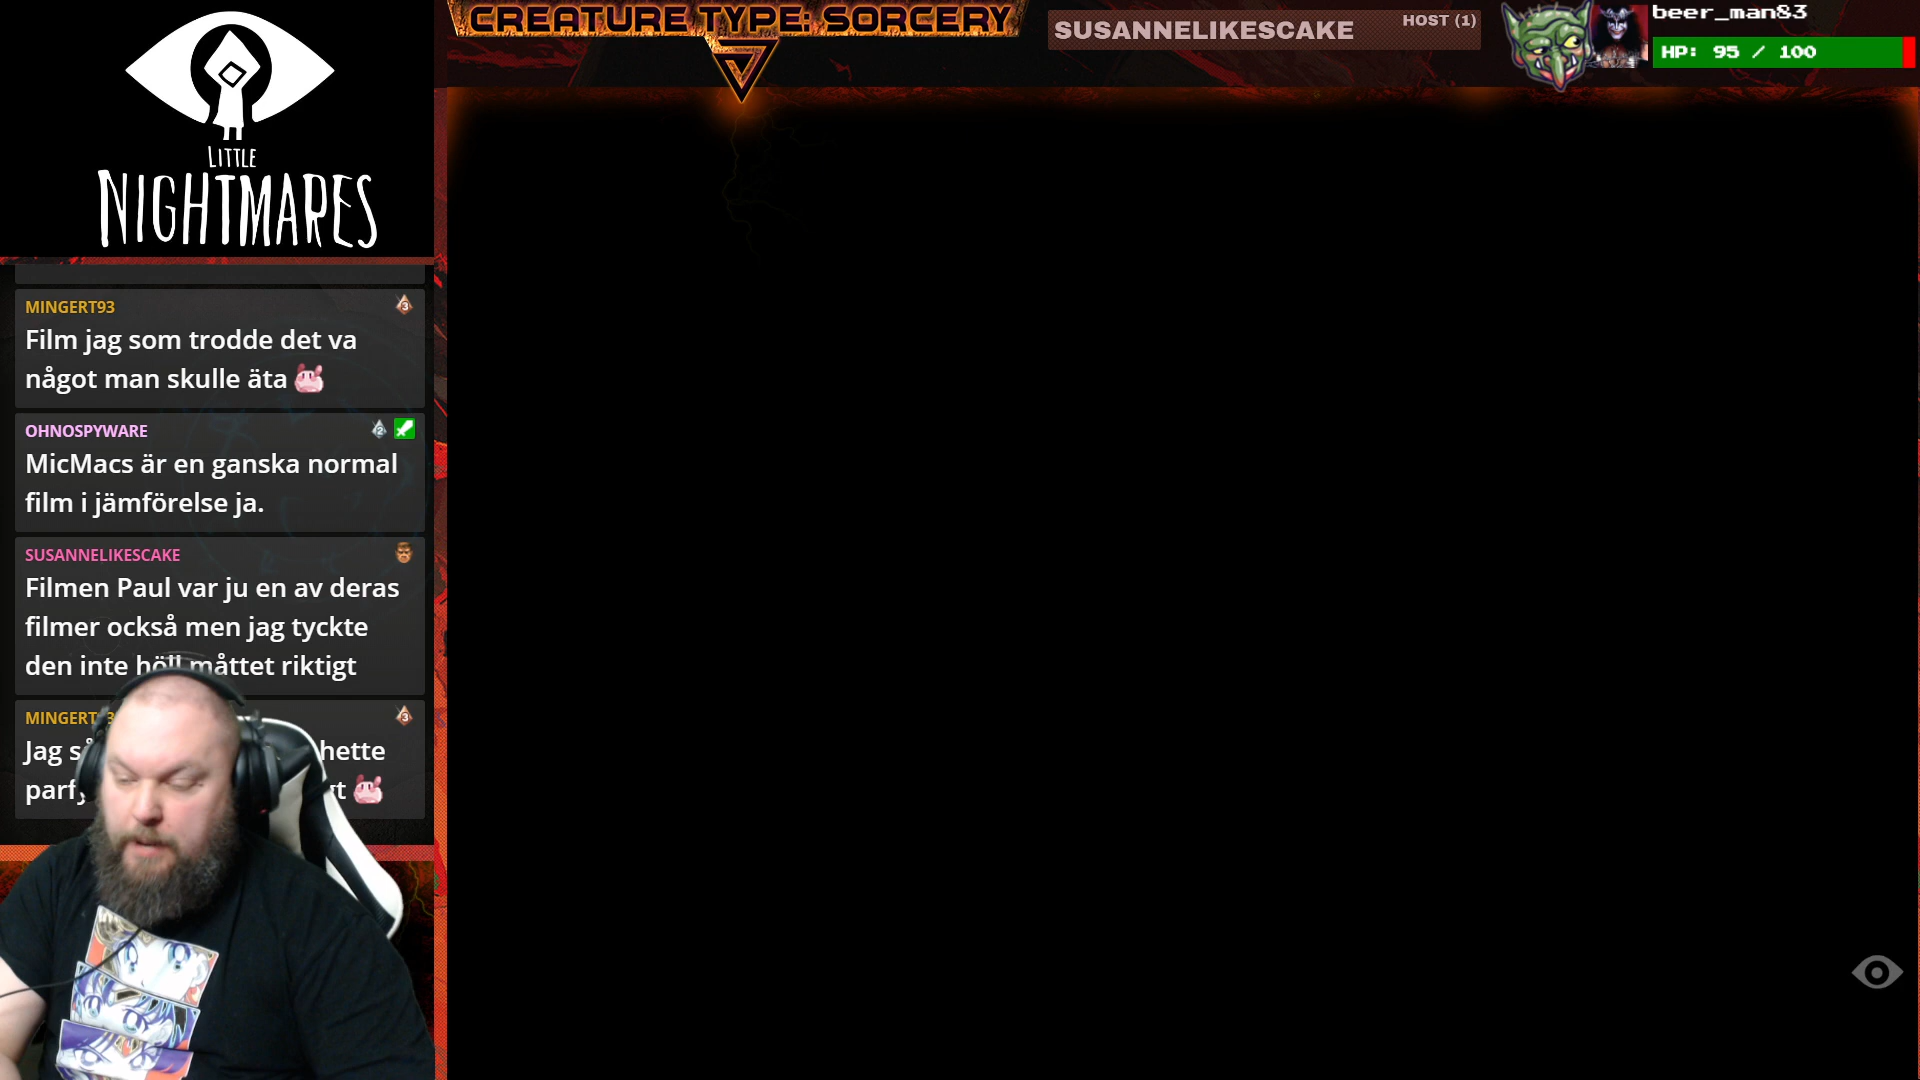 CREATURE TYPE: SORCERY
SUSANNELIKESCAKE
HOST (1)
beer_man83
HP: 95 / 100
LITTLE
NIGHTMARES
MINGERT93
Film jag som trodde det va
något man skulle äta
OHNOSPYWARE
MicMacs är en ganska normal
film i jämförelse ja.
SUSANNELIKESCAKE
Filmen Paul var ju en av deras
filmer också men jag tyckte
den inte höll måttet riktigt
Jag hette